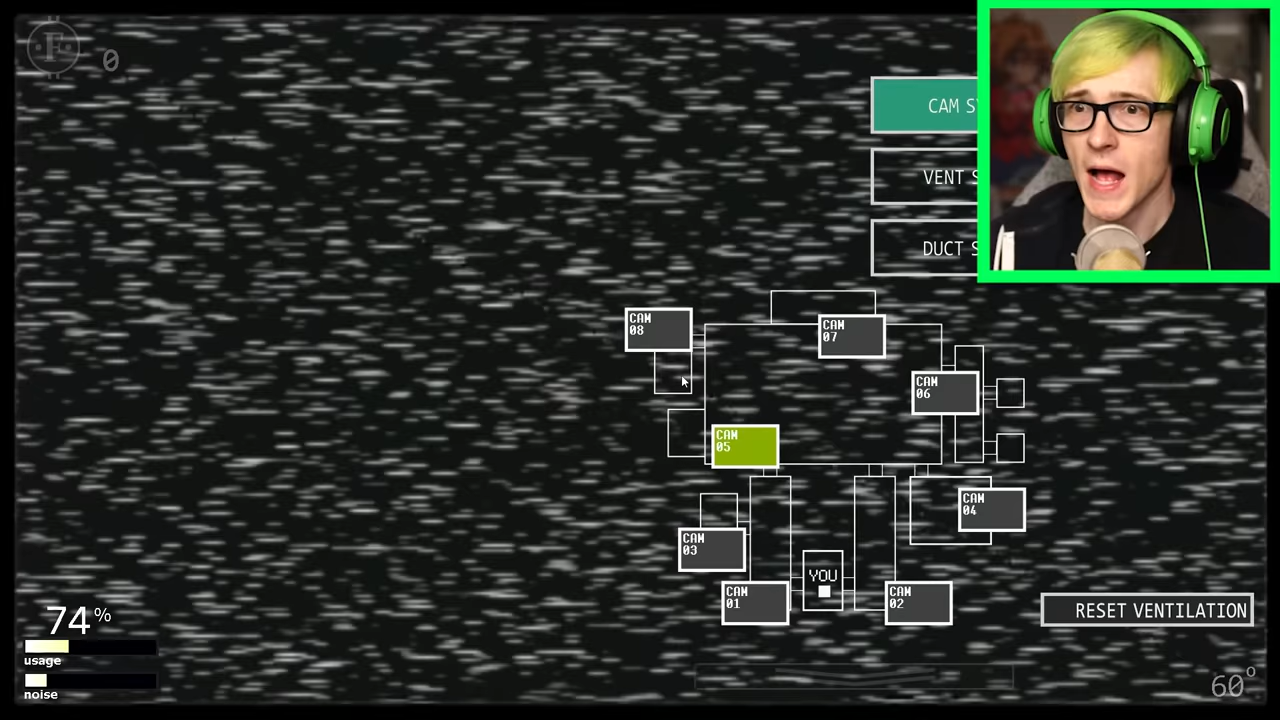 F 0
CAM S
VENT S
DUCT S
CAM
08
CAM
07
CAM
06
CAM
05
CAM
04
CAM
03
YOU
CAM
01
CAM
02
RESET VENTILATION
74%
usage
noise
60°